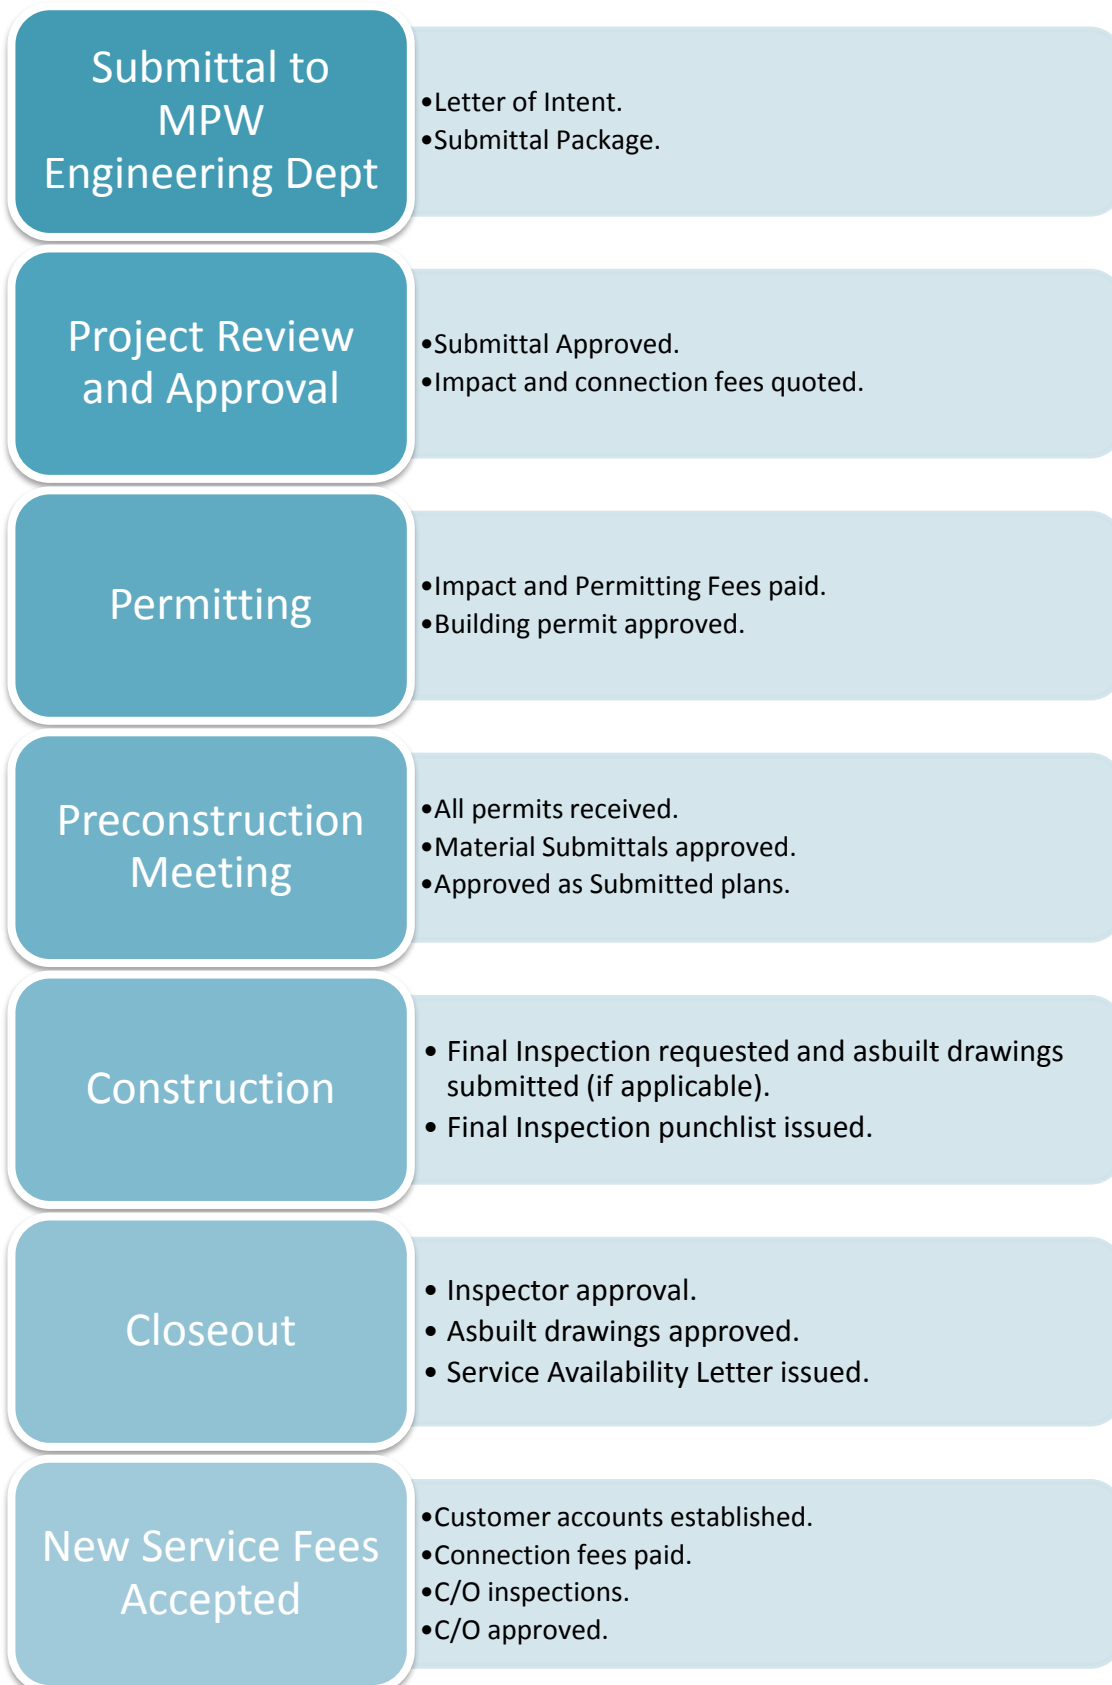 Submittal to
MPW
Engineering Dept
•Letter of Intent.
•Submittal Package.
Project Review
and Approval
•Submittal Approved.
•Impact and connection fees quoted.
Permitting
•Impact and Permitting Fees paid.
•Building permit approved.
Preconstruction
Meeting
•All permits received.
•Material Submittals approved.
•Approved as Submitted plans.
Construction
• Final Inspection requested and asbuilt drawings
submitted (if applicable).
• Final Inspection punchlist issued.
Closeout
• Inspector approval.
• Asbuilt drawings approved.
• Service Availability Letter issued.
New Service Fees
Accepted
•Customer accounts established.
•Connection fees paid.
•C/O inspections.
•C/O approved.